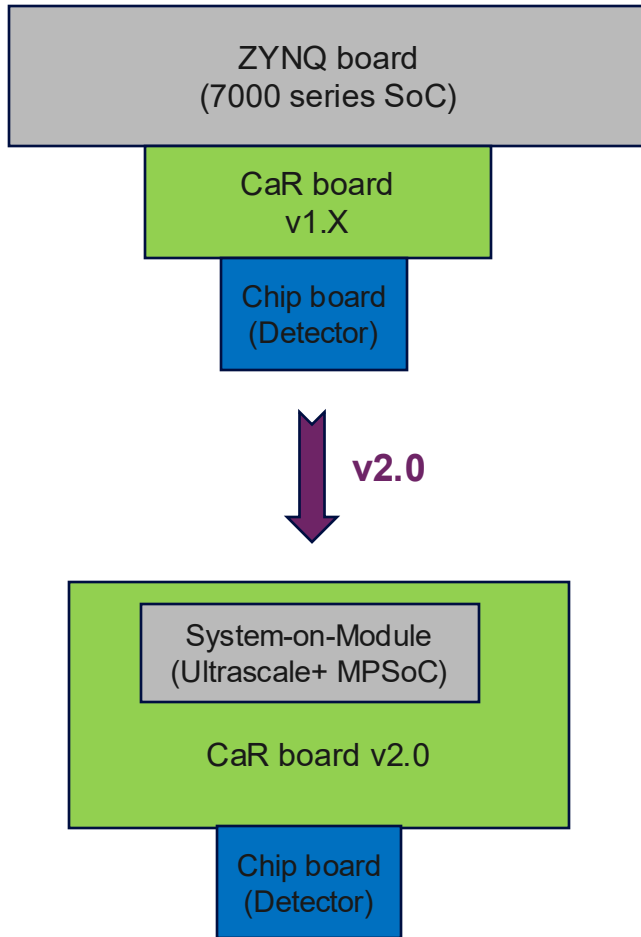 ZYNQ board
(7000 series SoC)
CaR board
v1.X
Chip board
(Detector)
v2.0
System-on-Module
(Ultrascale+ MPSoC)
CaR board v2.0
Chip board
(Detector)